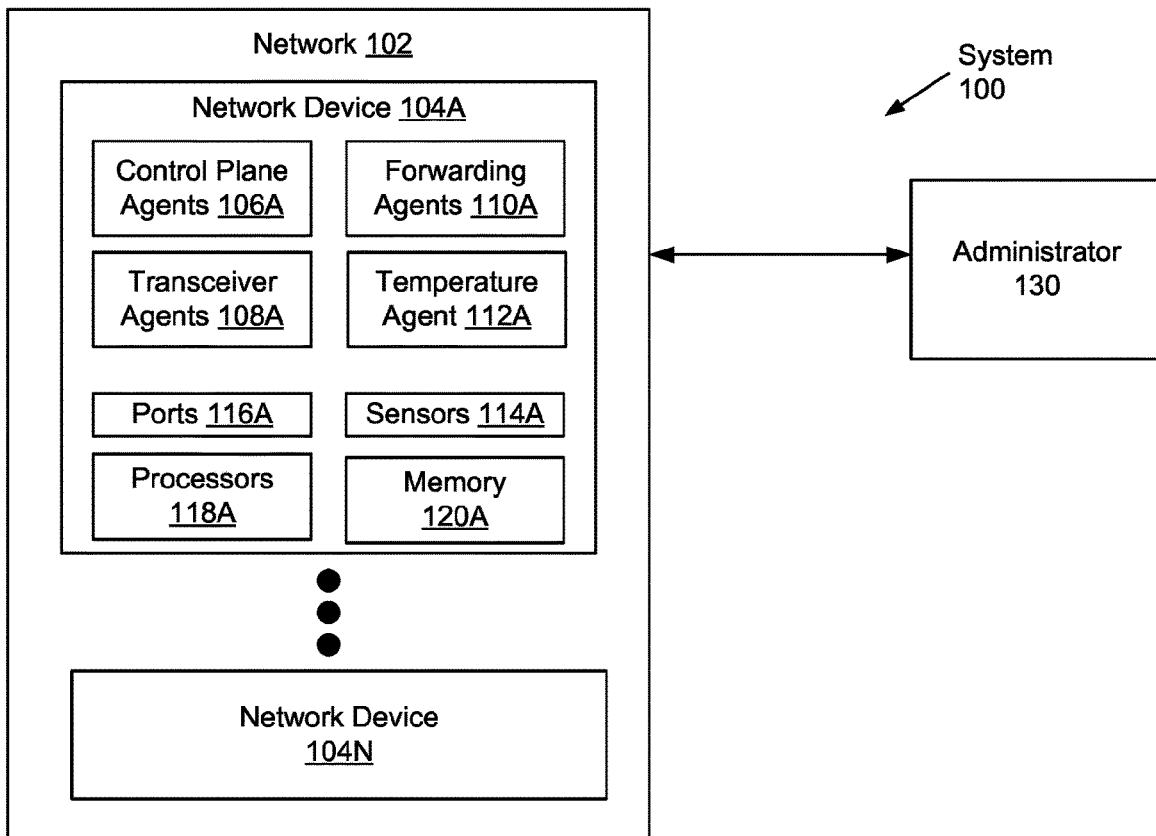 Network 102
System
100
Network Device 104A
Control Plane
Agents 106A
Forwarding
Agents 110A
Administrator
130
Transceiver
Agents 108A
Temperature
Agent 112A
Ports 116A
Sensors 114A
Processors
118A
Memory
120A
Network Device
104N